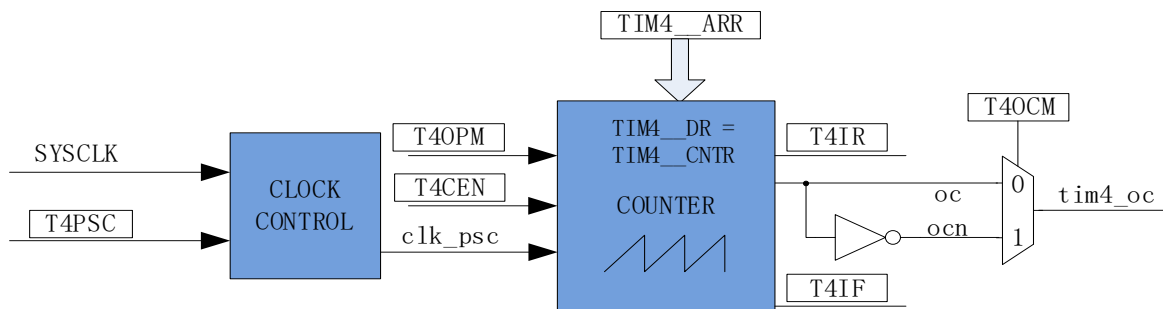 TIM4__ARR
T4OPM
TIM4__DR =
TIM4__CNTR
T4IR
T4OCM
SYSCLK
CLOCK
CONTROL
T4CEN
COUNTER
oc
0
tim4_oc
T4PSC
clk_psc
ocn
1
T4IF